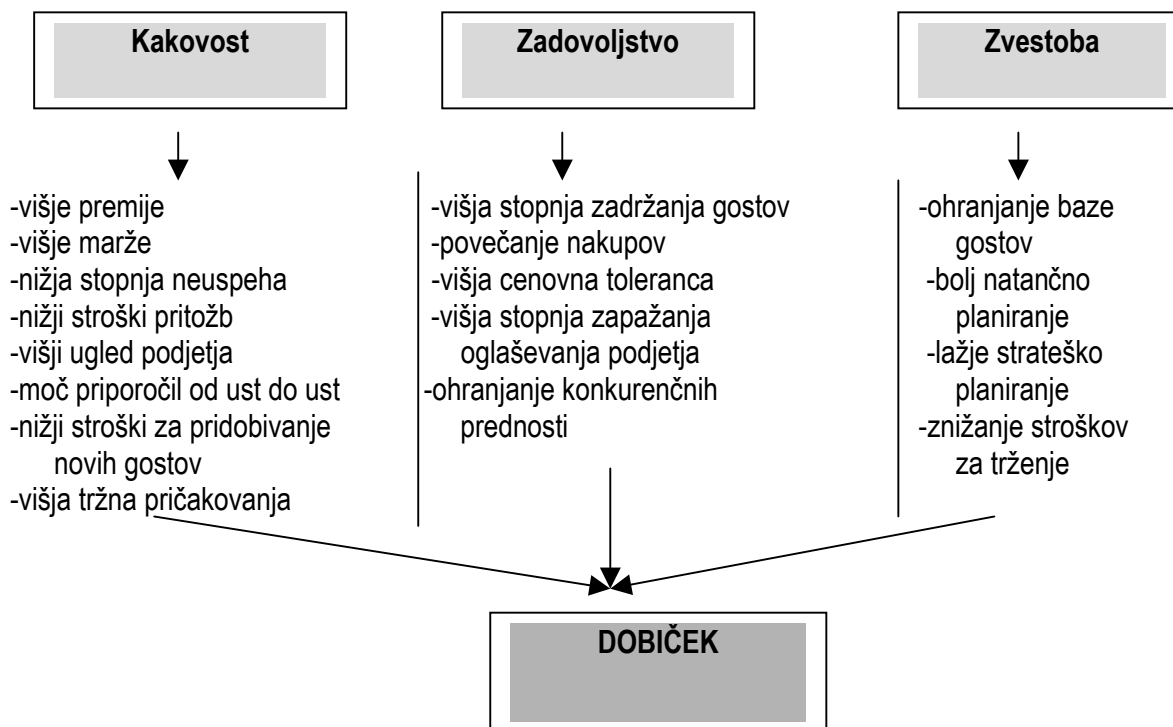 Kakovost
Zadovoljstvo
Zvestoba
-višje premije
-višje marže
-nižja stopnja neuspeha
-nižji stroški pritožb
-višji ugled podjetja
-moč priporočil od ust do ust
-nižji stroški za pridobivanje
novih gostov
-višja tržna pričakovanja
-višja stopnja zadržanja gostov
-povečanje nakupov
-višja cenovna toleranca
-višja stopnja zapažanja
oglaševanja podjetja
-ohranjanje konkurenčnih
prednosti
-ohranjanje baze
gostov
-bolj natančno
planiranje
-lažje strateško
planiranje
-znižanje stroškov
za trženje
DOBIČEK